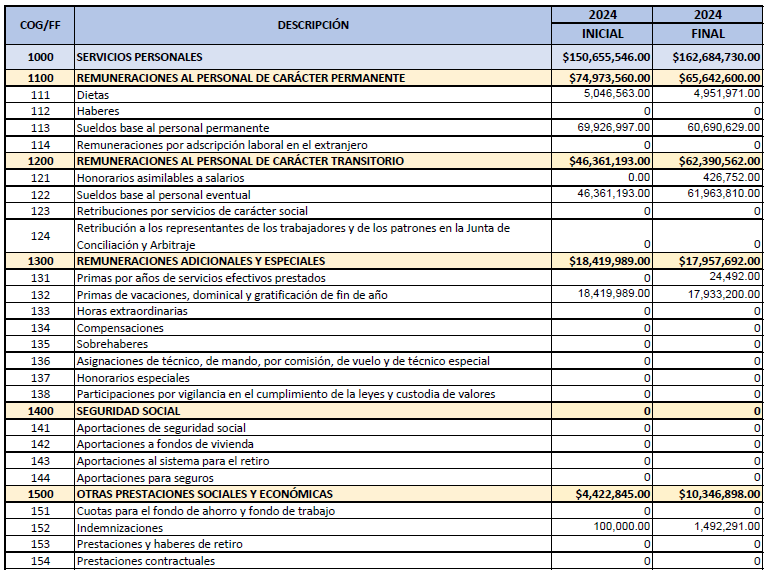 COG/FF DESCRIPCIÓN 2024 2024
INICIAL FINAL
1000 SERVICIOS PERSONALES $150,655,546.00 $162,684,730.00
1100 REMUNERACIONES AL PERSONAL DE CARÁCTER PERMANENTE $74,973,560.00 $65,642,600.00
111 Dietas 5,046,563.00 4,951,971.00
112 Haberes 0 0
113 Sueldos base al personal permanente 69,926,997.00 60,690,629.00
114 Remuneraciones por adscripción laboral en el extranjero 0 0
1200 REMUNERACIONES AL PERSONAL DE CARÁCTER TRANSITORIO $46,361,193.00 $62,390,562.00
121 Honorarios asimilables a salarios 0.00 426,752.00
122 Sueldos base al personal eventual 46,361,193.00 61,963,810.00
123 Retribuciones por servicios de carácter social 0 0
124 Retribución a los representantes de los trabajadores y de los patrones en la Junta de
Conciliación y Arbitraje 0 0
1300 REMUNERACIONES ADICIONALES Y ESPECIALES $18,419,989.00 $17,957,692.00
131 Primas por años de servicios efectivos prestados 0 24,492.00
132 Primas de vacaciones, dominical y gratificación de fin de año 18,419,989.00 17,933,200.00
133 Horas extraordinarias 0 0
134 Compensaciones 0 0
135 Sobrehaberes 0 0
136 Asignaciones de técnico, de mando, por comisión, de vuelo y de técnico especial 0 0
137 Honorarios especiales 0 0
138 Participaciones por vigilancia en el cumplimiento de la leyes y custodia de valores 0 0
1400 SEGURIDAD SOCIAL 0 0
141 Aportaciones de seguridad social 0 0
142 Aportaciones a fondos de vivienda 0 0
143 Aportaciones al sistema para el retiro 0 0
144 Aportaciones para seguros 0 0
1500 OTRAS PRESTACIONES SOCIALES Y ECONÓMICAS $4,422,845.00 $10,346,898.00
151 Cuotas para el fondo de ahorro y fondo de trabajo 0 0
152 Indemnizaciones 100,000.00 1,492,291.00
153 Prestaciones y haberes de retiro 0 0
154 Prestaciones contractuales 0 0